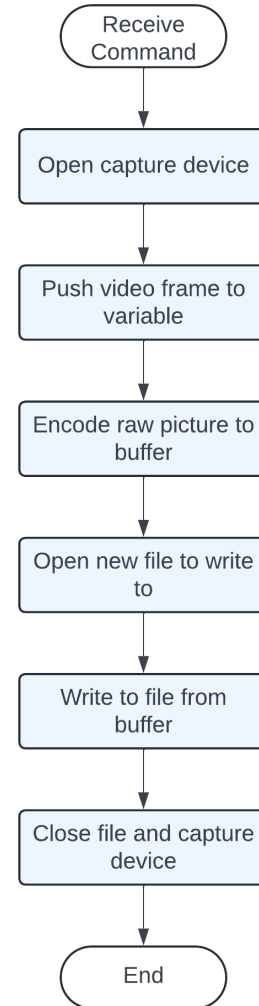 Receive
Command
Open capture device
Push video frame to
variable
Encode raw picture to
buffer
Open new file to write
to
Write to file from
buffer
Close file and capture
device
End